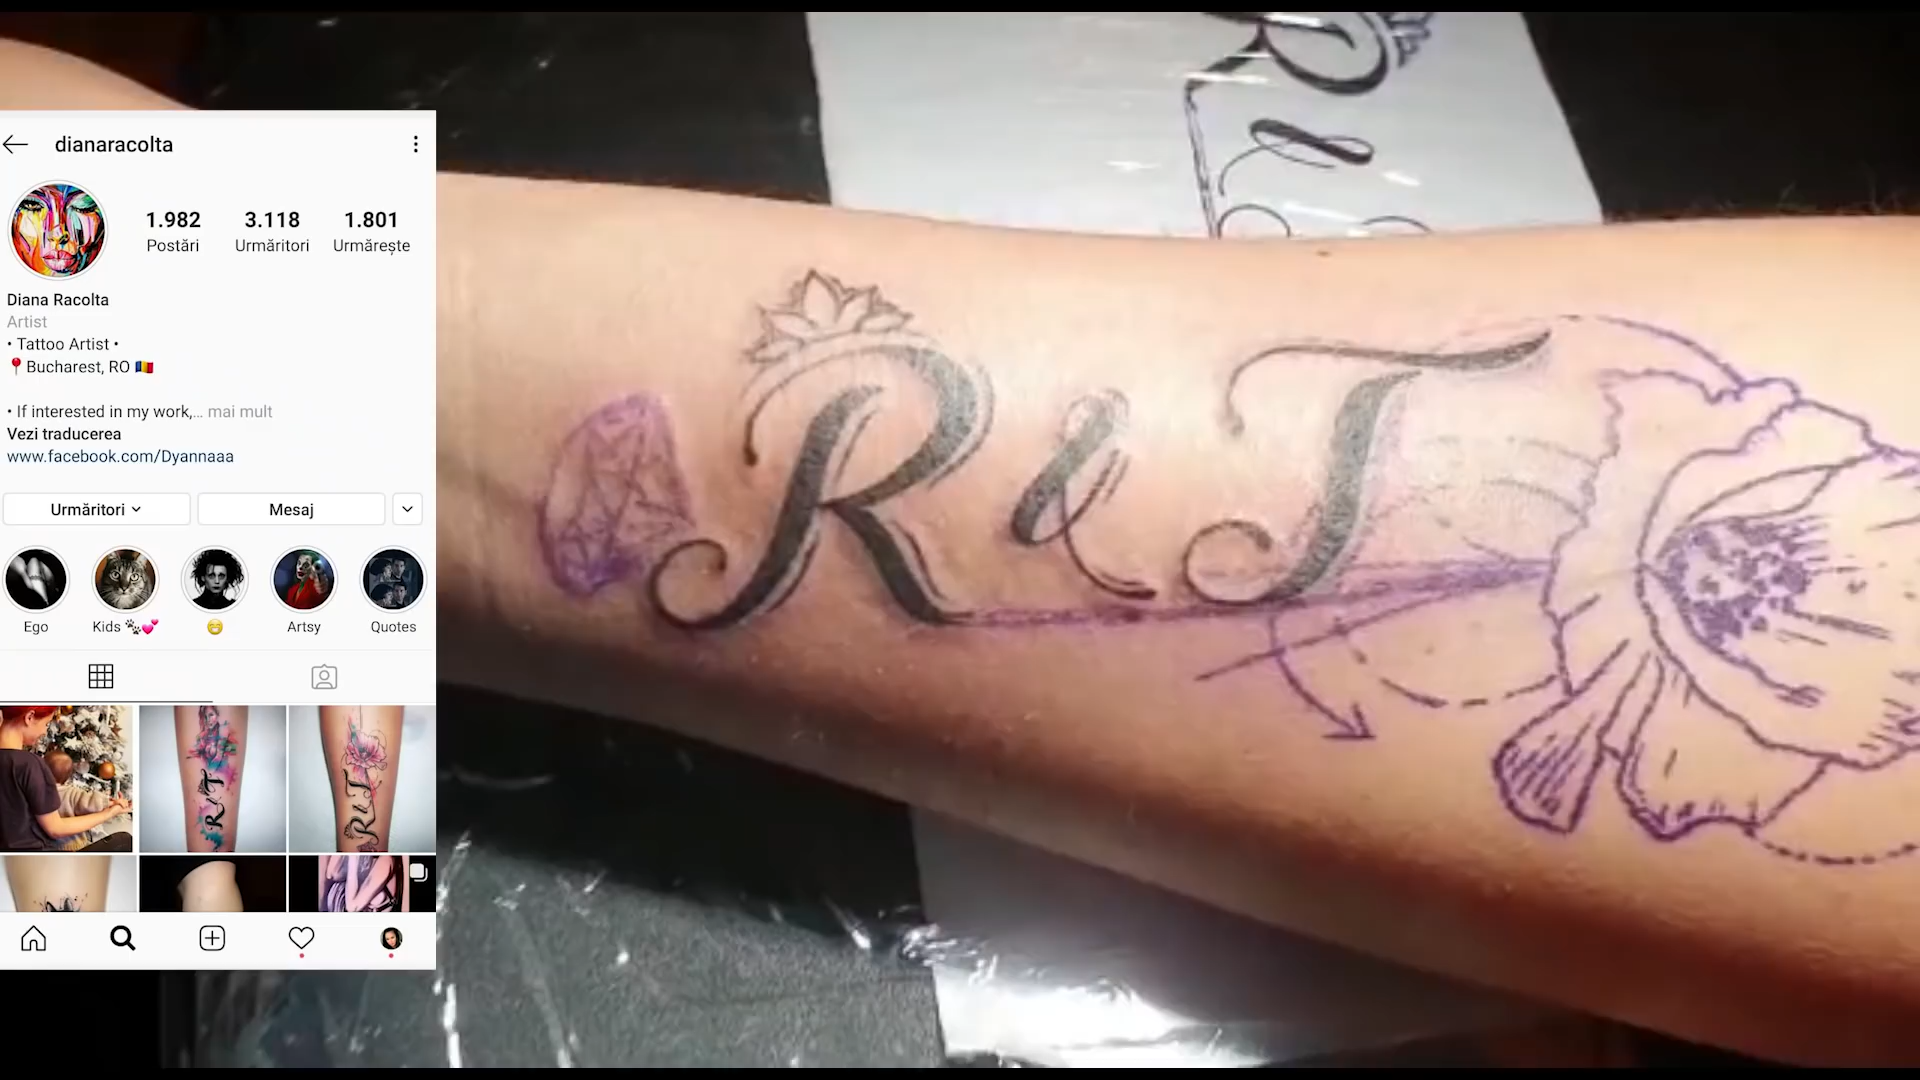 dianaracolta
1.982 3.118 1.801
Postări Urmăritori Urmărește
Diana Racolta
Artist
• Tattoo Artist •
📍Bucharest, RO 🇷🇴
• If interested in my work,... mai mult
Vezi traducerea
www.facebook.com/Dyannaaa
Urmăritori Mesaj
Ego Kids 🐾💕 😁 Artsy Quotes
R&T
R&T
R&T
R&